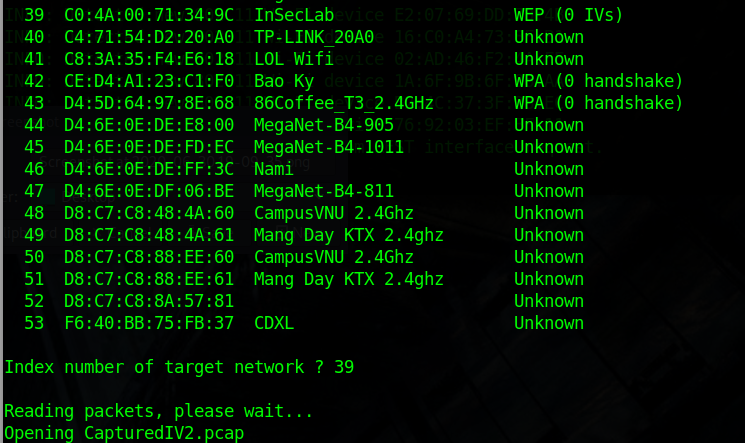 39 C0:4A:00:71:34:9C InSecLab WEP (0 IVs)
40 C4:71:54:D2:20:A0 TP-LINK_20A0 Unknown
41 C8:3A:35:F4:E6:18 LOL Wifi Unknown
42 CE:D4:A1:23:C1:F0 Bao Ky WPA (0 handshake)
43 D4:5D:64:97:8E:68 86Coffee_T3_2.4GHz WPA (0 handshake)
44 D4:6E:0E:DE:E8:00 MegaNet-B4-905 Unknown
45 D4:6E:0E:DE:FD:EC MegaNet-B4-1011 Unknown
46 D4:6E:0E:DE:FF:3C Nami Unknown
47 D4:6E:0E:DF:06:BE MegaNet-B4-811 Unknown
48 D8:C7:C8:48:4A:60 CampusVNU 2.4Ghz Unknown
49 D8:C7:C8:48:4A:61 Mang Day KTX 2.4ghz Unknown
50 D8:C7:C8:88:EE:60 CampusVNU 2.4Ghz Unknown
51 D8:C7:C8:88:EE:61 Mang Day KTX 2.4ghz Unknown
52 D8:C7:C8:8A:57:81 Unknown
53 F6:40:BB:75:FB:37 CDXL Unknown
Index number of target network ? 39
Reading packets, please wait...
Opening CapturedIV2.pcap